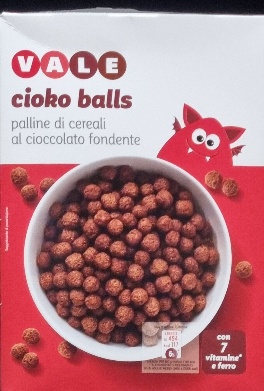 VALE
cioko balls
palline di cereali
al cioccolato fondente
con
7
vitamine*
e ferro